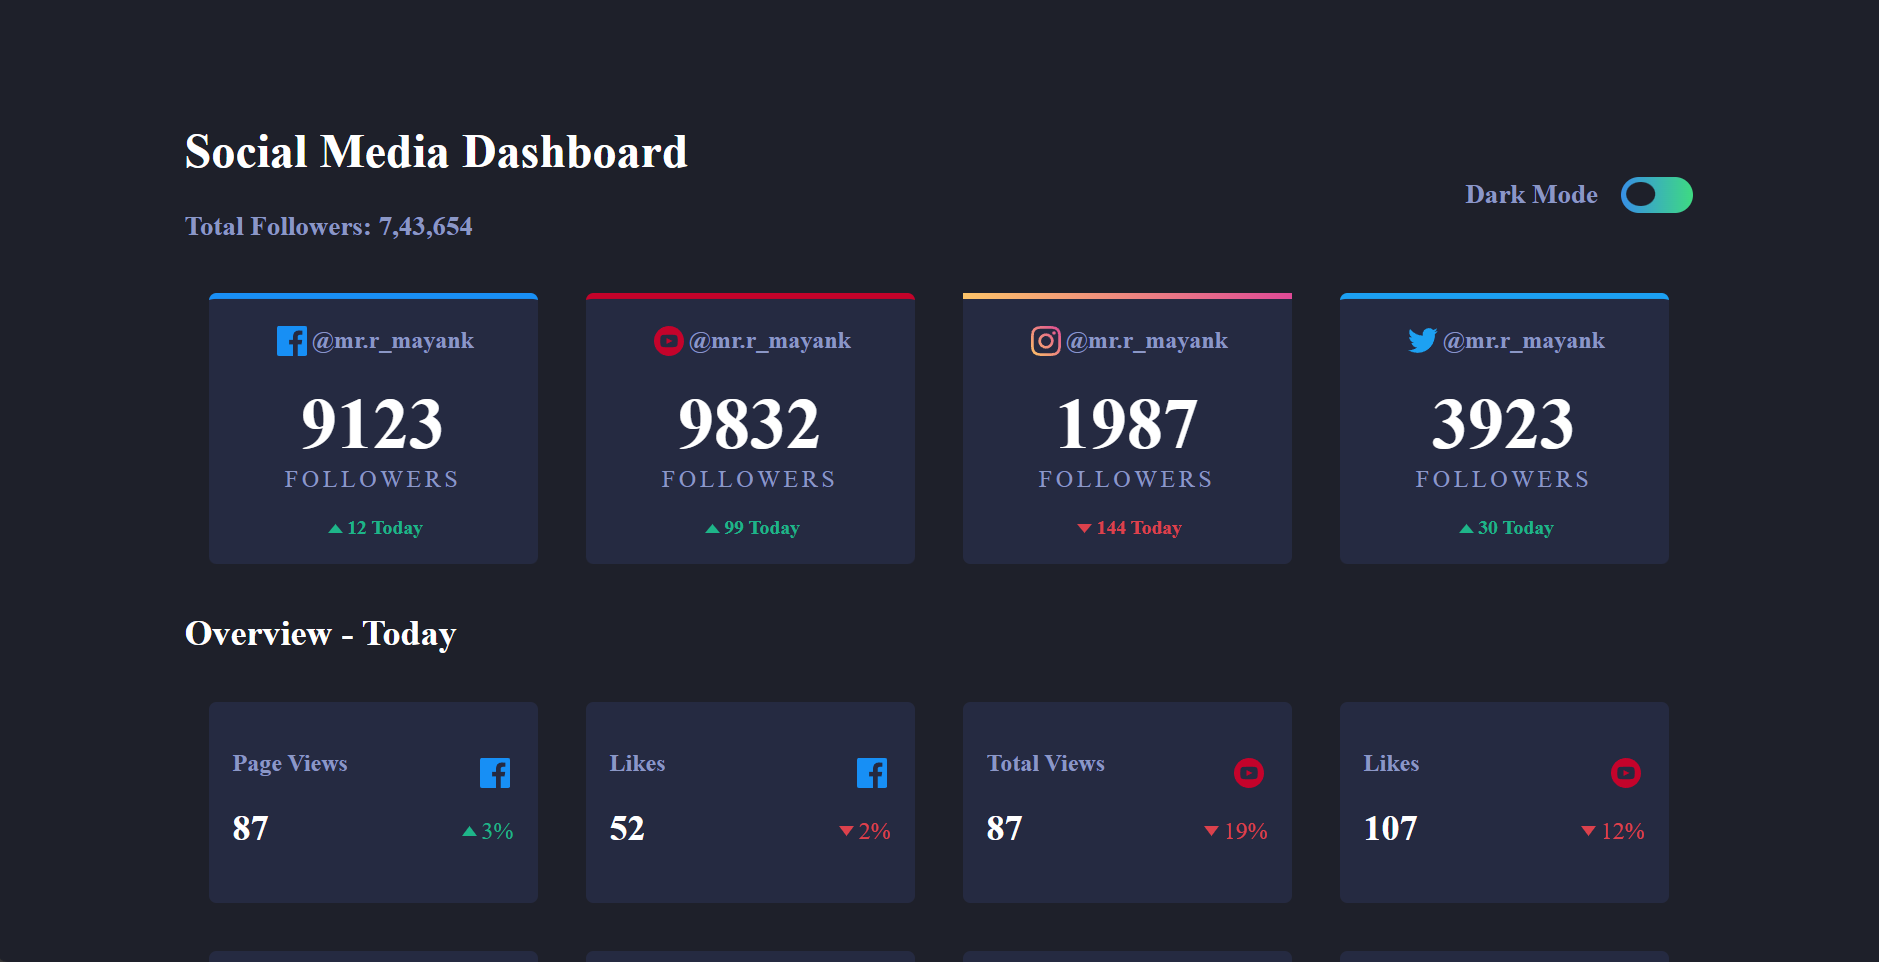 Social Media Dashboard
Total Followers: 7,43,654
Dark Mode
@mr.r_mayank
9123
FOLLOWERS
12 Today
@mr.r_mayank
9832
FOLLOWERS
99 Today
@mr.r_mayank
1987
FOLLOWERS
144 Today
@mr.r_mayank
3923
FOLLOWERS
30 Today
Overview - Today
Page Views
87
3%
Likes
52
2%
Total Views
87
19%
Likes
107
12%